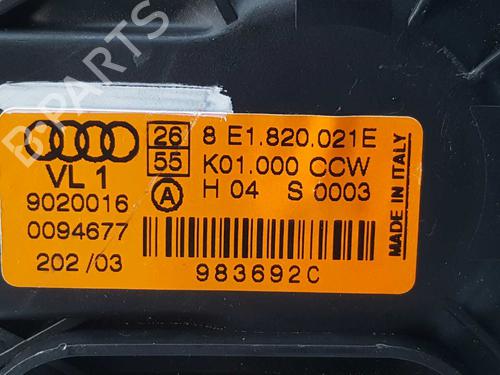 26 8 E1.820.021E
55 K01.000 CCW
VL 1
A H 04 S 0003
9020016
0094677
202 /03
983692C
MADE IN ITALY
B-PARTS